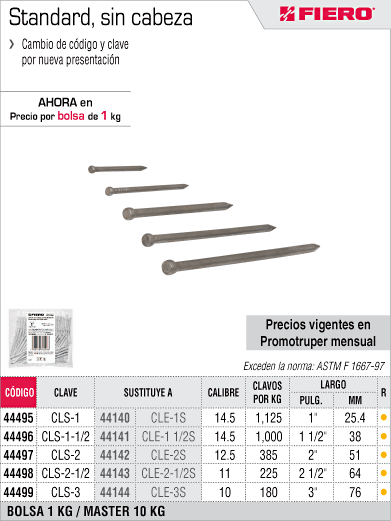 Standard, sin cabeza
FIERO®
Cambio de código y clave
por nueva presentación
AHORA en
Precio por bolsa de 1 kg
FIERO
Precios vigentes en
Promotruper mensual
Exceden la norma: ASTM F 1667-97
CÓDIGO CLAVE SUSTITUYE A CALIBRE CLAVOS POR KG LARGO PULG. MM R
44495 CLS-1 44140 CLE-1S 14.5 1,125 1" 25.4
44496 CLS-1-1/2 44141 CLE-1 1/2S 14.5 1,000 1 1/2" 38
44497 CLS-2 44142 CLE-2S 12.5 385 2" 51
44498 CLS-2-1/2 44143 CLE-2-1/2S 11 225 2 1/2" 64
44499 CLS-3 44144 CLE-3S 10 180 3" 76
BOLSA 1 KG / MASTER 10 KG